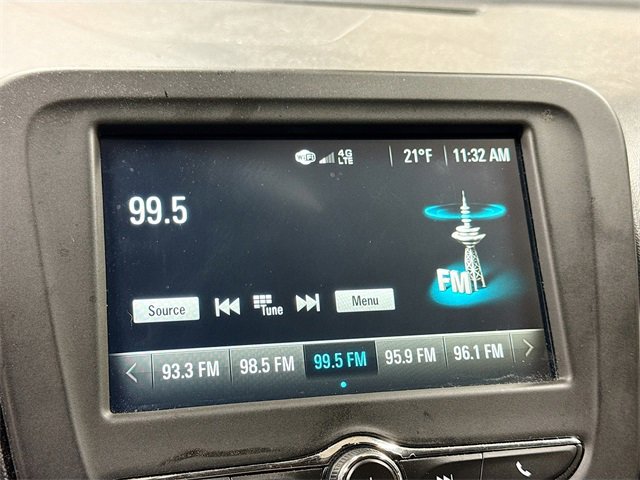 WiFi 4G LTE 21°F 11:32 AM
99.5
FM
Source Tune Menu
93.3 FM 98.5 FM 99.5 FM 95.9 FM 96.1 FM